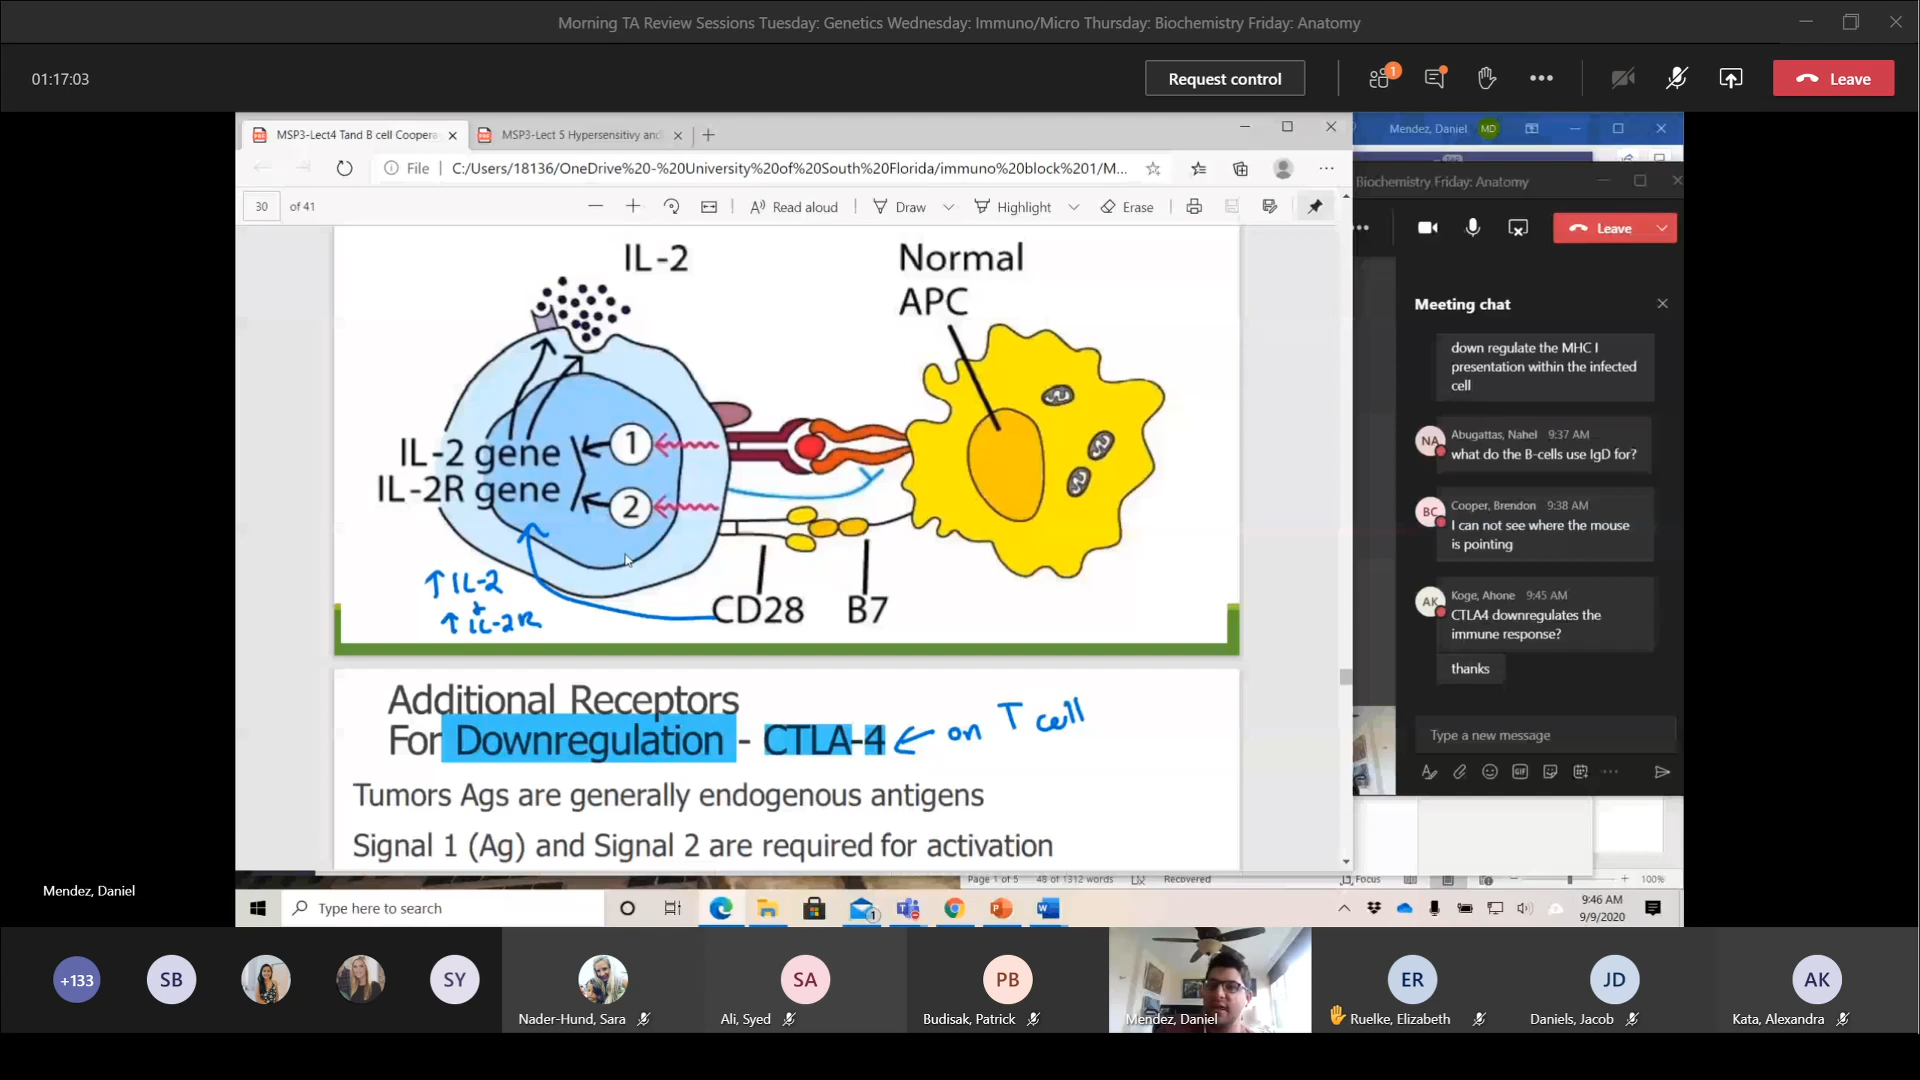 Morning TA Review Sessions Tuesday: Genetics Wednesday: Immuno/Micro Thursday: Biochemistry Friday: Anatomy
01:17:03
Request control
1
Leave
MSP3-Lect4 Tand B cell Coopera
MSP3-Lect 5 Hypersensitivy and
Mendez, Daniel
MD
File
C:/Users/18136/OneDrive%20-%20University%20of%20South%20Florida/immuno%20block%201/M...
Biochemistry Friday: Anatomy
30 of 41
Read aloud
Draw
Highlight
Erase
Leave
IL-2
Normal
APC
IL-2 gene
IL-2R gene
1
2
↑ IL-2
+
↑ IL-2R
CD28
B7
Additional Receptors
For Downregulation - CTLA-4 ← on T cell
Tumors Ags are generally endogenous antigens
Signal 1 (Ag) and Signal 2 are required for activation
Meeting chat
down regulate the MHC I
presentation within the infected
cell
NA
Abugattas, Nahel 9:37 AM
what do the B-cells use IgD for?
BC
Cooper, Brendon 9:38 AM
I can not see where the mouse
is pointing
AK
Koge, Ahone 9:45 AM
CTLA4 downregulates the
immune response?
thanks
Type a new message
GIF
Page 1 of 5
48 of 1312 words
Recovered
Focus
100%
Mendez, Daniel
Type here to search
1
9:46 AM
9/9/2020
+133
SB
SY
Nader-Hund, Sara
SA
Ali, Syed
PB
Budisak, Patrick
Mendez, Daniel
ER
Ruelke, Elizabeth
JD
Daniels, Jacob
AK
Kata, Alexandra